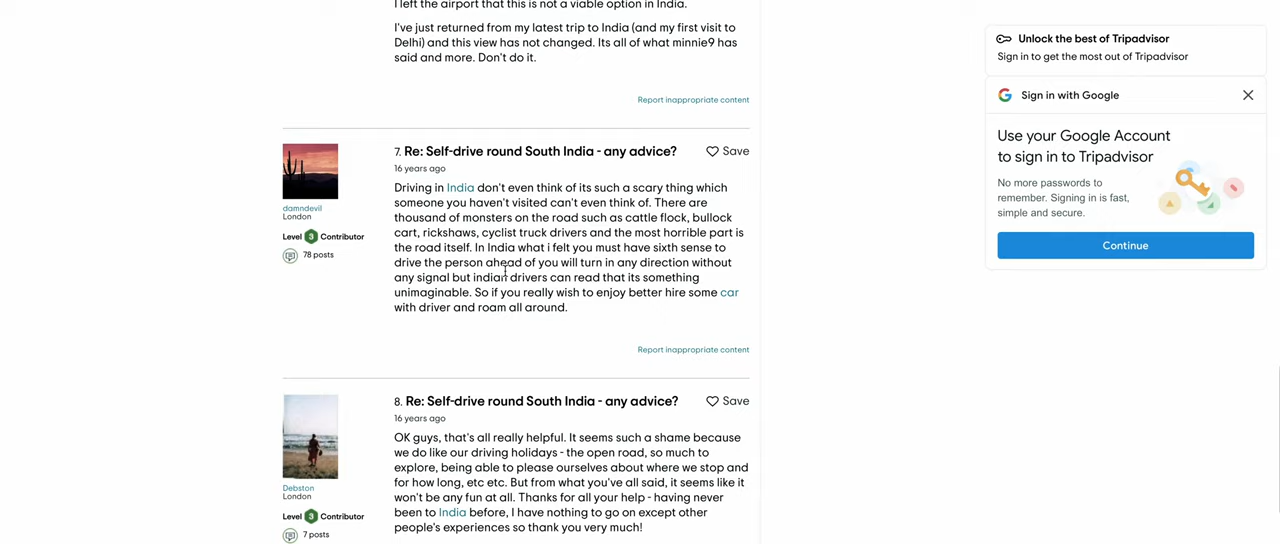 I left the airport that this is not a viable option in India.
I've just returned from my latest trip to India (and my first visit to
Delhi) and this view has not changed. Its all of what minnie9 has
said and more. Don't do it.
Report inappropriate content
damndevil
London
Level 3 Contributor
78 posts
7. Re: Self-drive round South India - any advice?
Save
16 years ago
Driving in India don't even think of its such a scary thing which
someone you haven't visited can't even think of. There are
thousand of monsters on the road such as cattle flock, bullock
cart, rickshaws, cyclist truck drivers and the most horrible part is
the road itself. In India what i felt you must have sixth sense to
drive the person ahead of you will turn in any direction without
any signal but indian drivers can read that its something
unimaginable. So if you really wish to enjoy better hire some car
with driver and roam all around.
Report inappropriate content
Debston
London
Level 3 Contributor
7 posts
8. Re: Self-drive round South India - any advice?
Save
16 years ago
OK guys, that's all really helpful. It seems such a shame because
we do like our driving holidays - the open road, so much to
explore, being able to please ourselves about where we stop and
for how long, etc etc. But from what you've all said, it seems like it
won't be any fun at all. Thanks for all your help - having never
been to India before, I have nothing to go on except other
people's experiences so thank you very much!
Unlock the best of Tripadvisor
Sign in to get the most out of Tripadvisor
Sign in with Google
Use your Google Account
to sign in to Tripadvisor
No more passwords to
remember. Signing in is fast,
simple and secure.
Continue